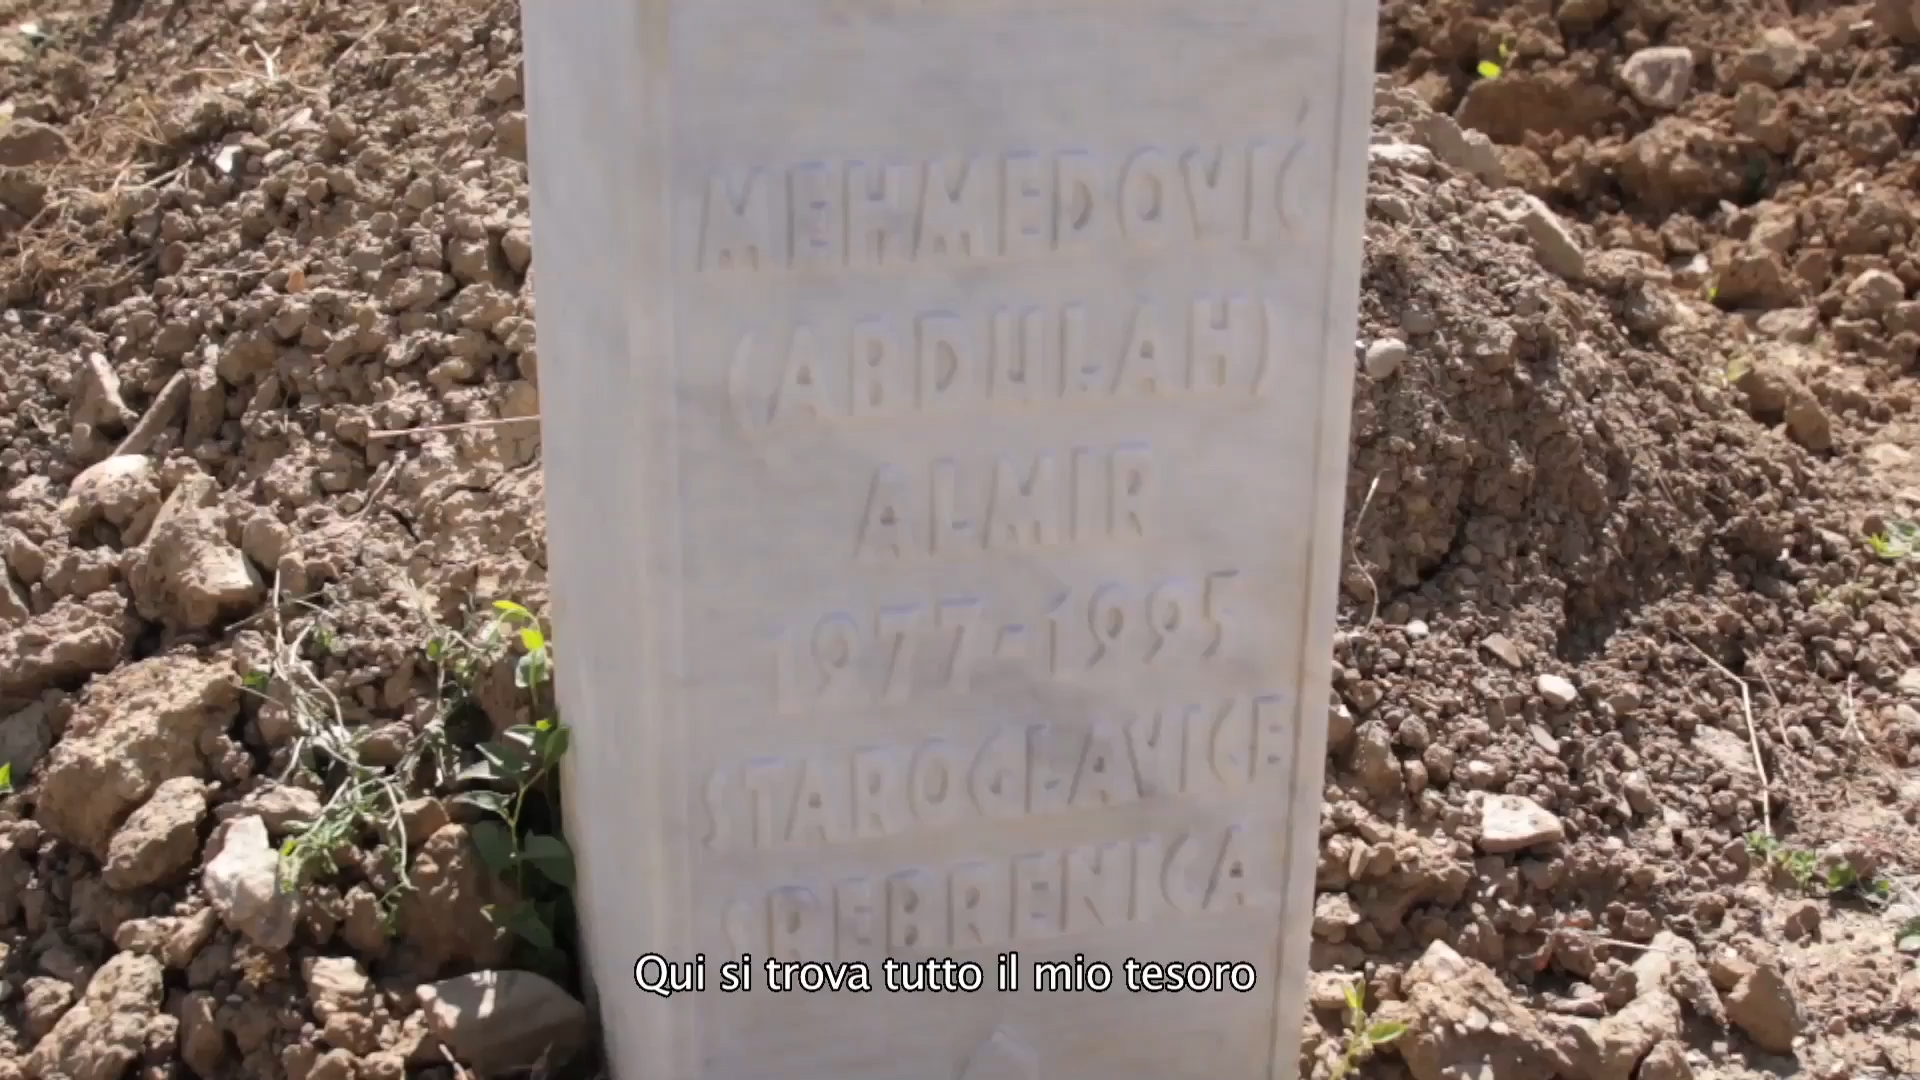 MEHMEDOVIĆ
(ABDULAH)
ALMIR
1977-1995
STAROGLAVICE
SREBRENICA
Qui si trova tutto il mio tesoro